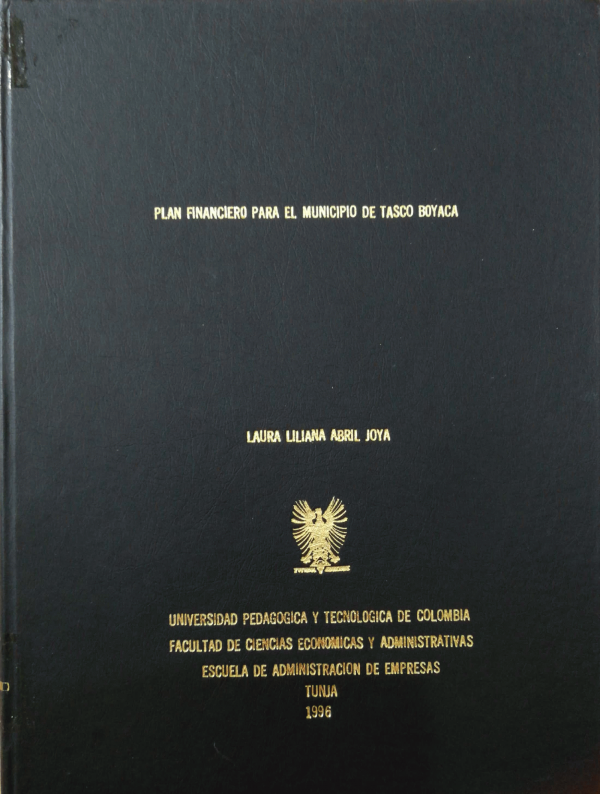 PLAN FINANCIERO PARA EL MUNICIPIO DE TASCO BOYACA
LAURA LILIANA ABRIL JOYA
UNIVERSIDAD PEDAGOGICA Y TECNOLOGICA DE COLOMBIA
FACULTAD DE CIENCIAS ECONOMICAS Y ADMINISTRATIVAS
ESCUELA DE ADMINISTRACION DE EMPRESAS
TUNJA
1996